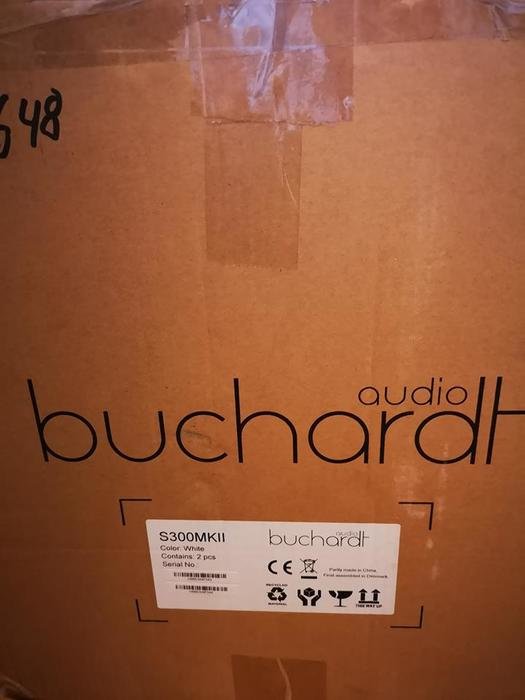 648
audio
buchardt
S300MKII
Color: White
Contains: 2 pcs
Serial No.:
audio
buchardt
CE
Partly made in China.
Final assembled in Denmark.
RECYCLED
MATERIAL
THIS WAY UP